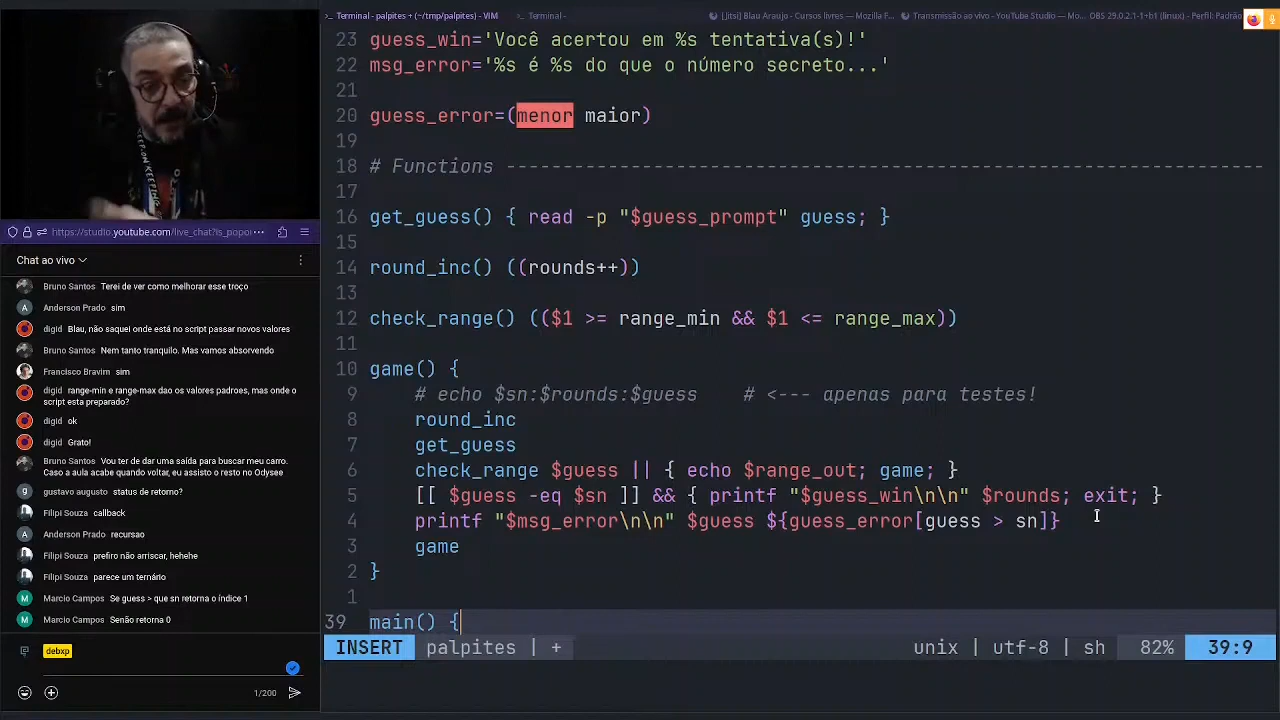 Terminal - palpites + (~/tmp/palpites) - VIM
Terminal -
[Jitsi] Blau Araujo - Cursos livres — Mozilla F...
Transmissão ao vivo - YouTube Studio — Mo...
OBS 29.0.2.1-1+b1 (linux) - Perfil: Padrão
https://studio.youtube.com/live_chat?is_popou ...
Chat ao vivo
Bruno Santos Terei de ver como melhorar esse troço
A Anderson Prado sim
digid Blau, não saquei onde está no script passar novos valores
Bruno Santos Nem tanto tranquilo. Mas vamos absorvendo
Francisco Bravim sim
digid range-min e range-max dao os valores padroes, mas onde o
script esta preparado?
digid ok
digid Grato!
Bruno Santos Vou ter de dar uma saída para buscar meu carro.
Caso a aula acabe quando voltar, eu assisto o resto no Odysee
g gustavo augusto status de retorno?
Filipi Souza callback
A Anderson Prado recursao
Filipi Souza prefiro não arriscar, hehehe
Filipi Souza parece um ternário
M Marcio Campos Se guess > que sn retorna o índice 1
M Marcio Campos Senão retorna 0
debxp
1/200
23 guess_win='Você acertou em %s tentativa(s)!'
22 msg_error='%s é %s do que o número secreto...'
21
20 guess_error=(menor maior)
19
18 # Functions -------------------------------------------------------------------
17
16 get_guess() { read -p "$guess_prompt" guess; }
15
14 round_inc() ((rounds++))
13
12 check_range() (($1 >= range_min && $1 <= range_max))
11
10 game() {
9 # echo $sn:$rounds:$guess # <--- apenas para testes!
8 round_inc
7 get_guess
6 check_range $guess || { echo $range_out; game; }
5 [[ $guess -eq $sn ]] && { printf "$guess_win\n\n" $rounds; exit; }
4 printf "$msg_error\n\n" $guess ${guess_error[guess > sn]}
3 game
2 }
1
39 main() {
INSERT palpites | + unix | utf-8 | sh 82% 39:9